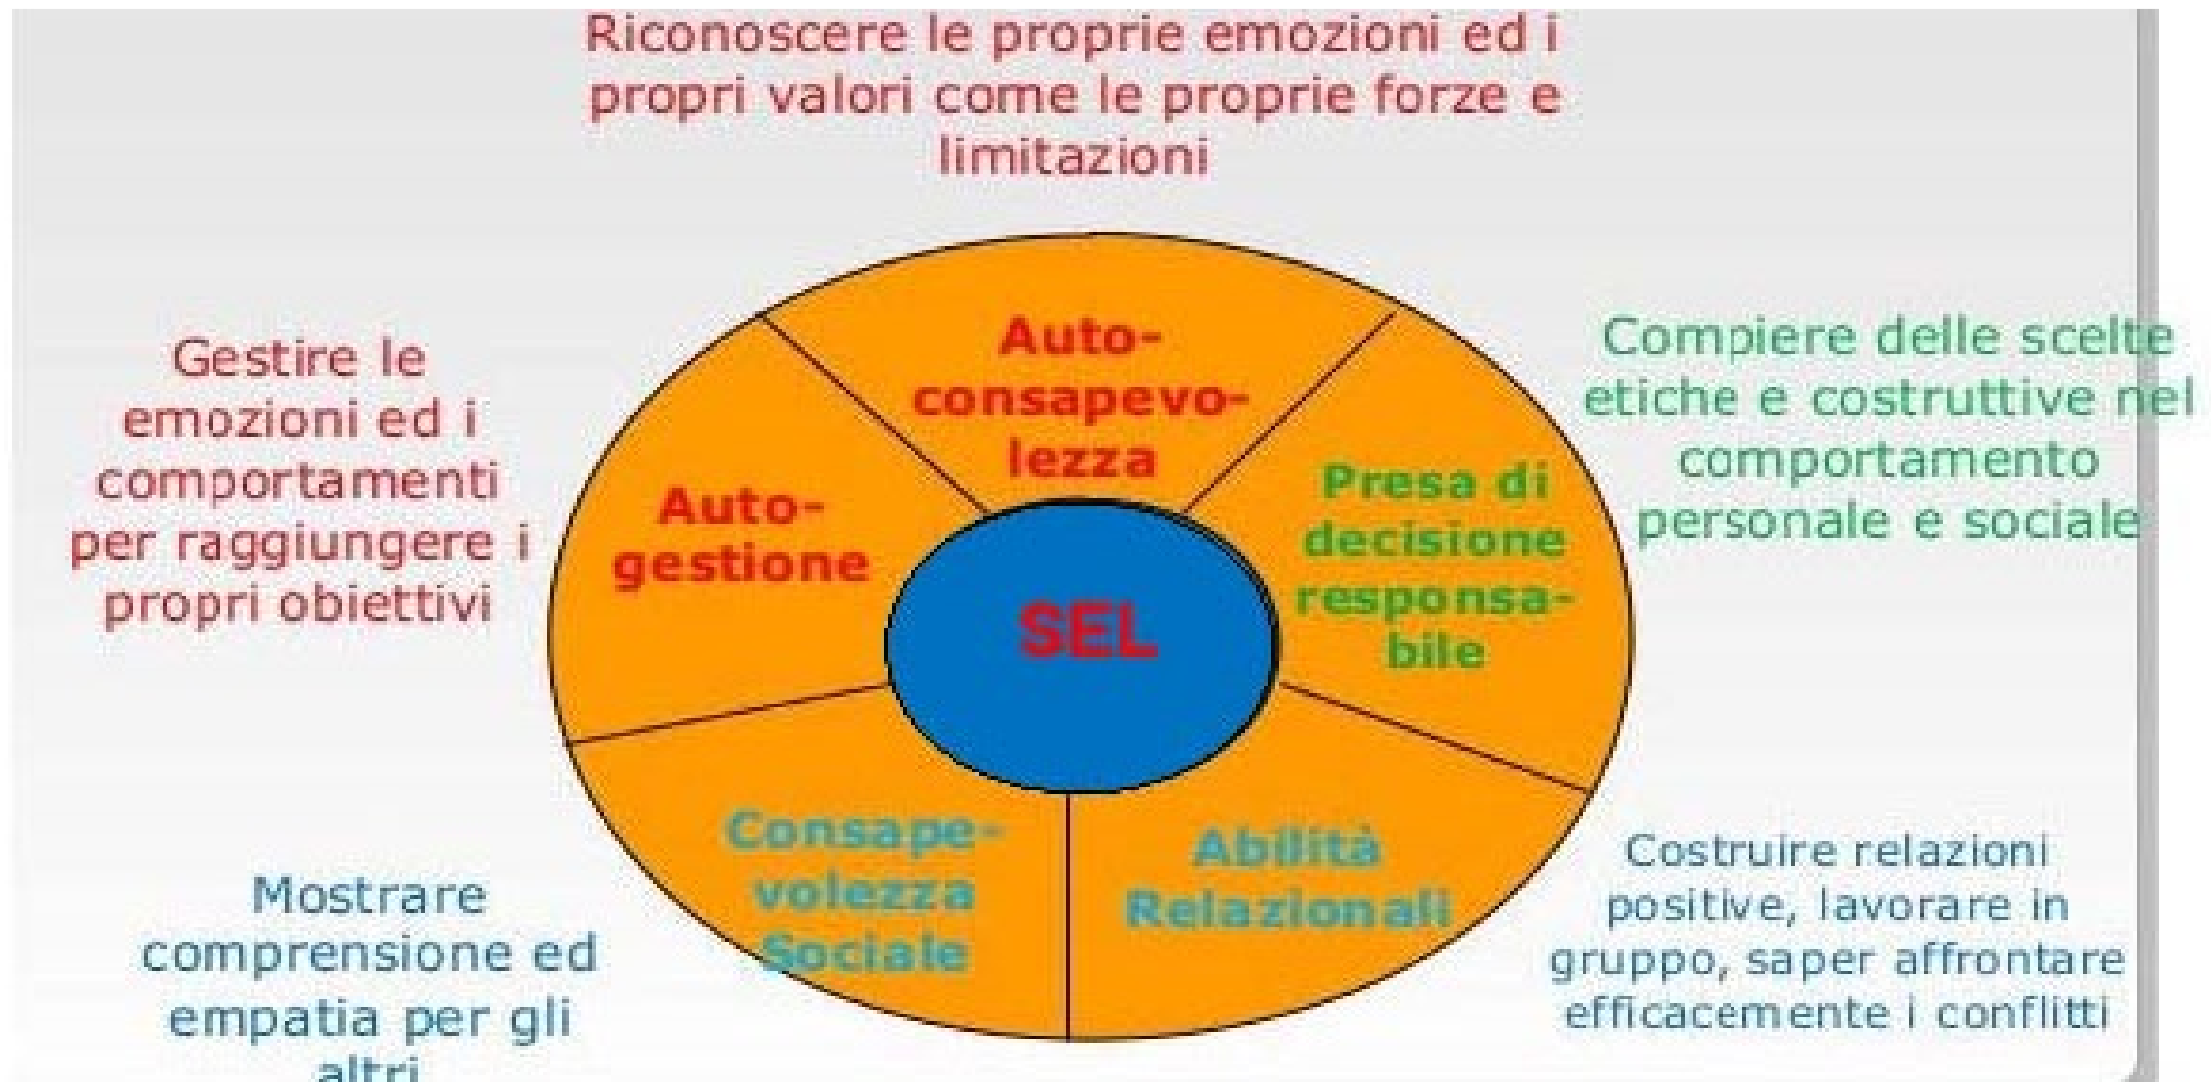 Riconoscere le proprie emozioni ed i
propri valori come le proprie forze e
limitazioni
Gestire le
emozioni ed i
comportamenti
per raggiungere i
propri obiettivi
Auto-
consapevo-
lezza
Compiere delle scelte
etiche e costruttive nel
comportamento
personale e sociale
Auto-
gestione
Presa di
decisione
responsa-
bile
SEL
Consape-
volezza
Sociale
Abilità
Relazionali
Mostrare
comprensione ed
empatia per gli
altri
Costruire relazioni
positive, lavorare in
gruppo, saper affrontare
efficacemente i conflitti